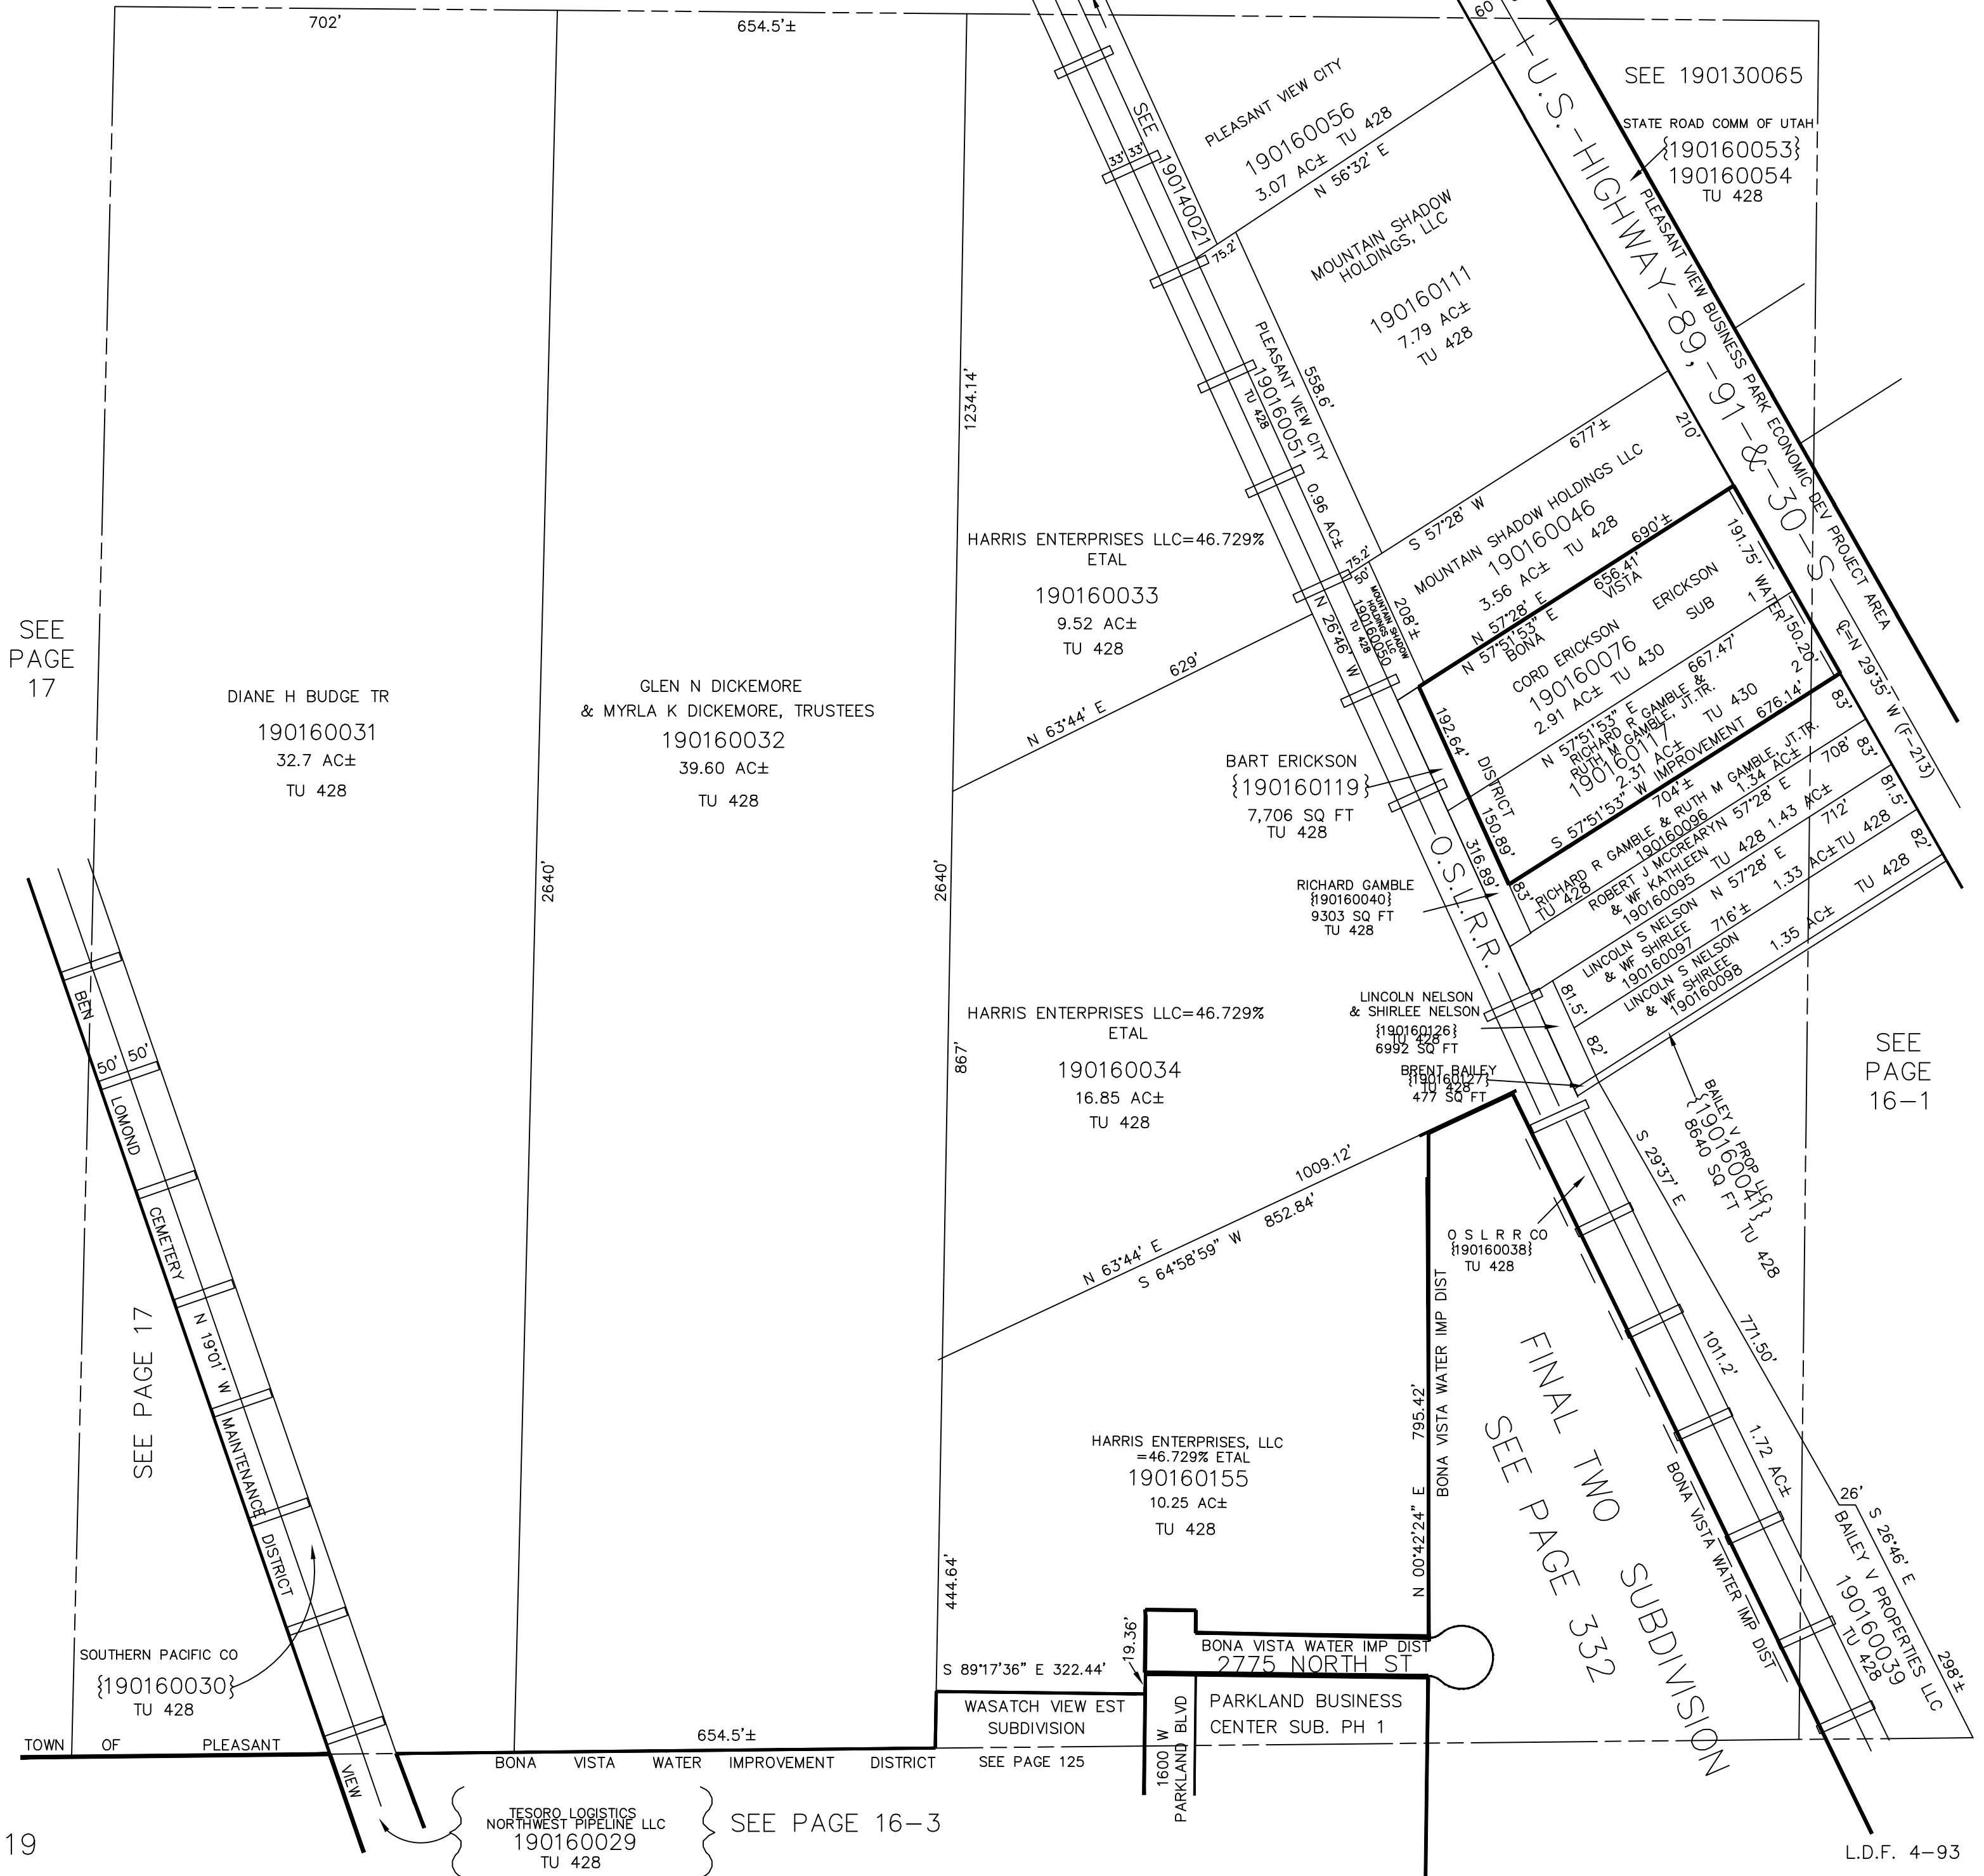 702'
654.5'±
60
SEE 190130065
STATE ROAD COMM OF UTAH
{190160053}
190160054
TU 428
U.S.-HIGHWAY-89,-91-&-30-S
PLEASANT VIEW BUSINESS PARK ECONOMIC DEV PROJECT AREA
℄=N 29°35' W (F-213)
PLEASANT VIEW CITY
190160056
3.07 AC± TU 428
N 56°32' E
SEE 190140021
33' 33'
75.2'
MOUNTAIN SHADOW
HOLDINGS, LLC
190160111
7.79 AC±
TU 428
558.6'
PLEASANT VIEW CITY
190160051 0.96 AC±
TU 428
1234.14'
677'±
S 57°28' W
210'
MOUNTAIN SHADOW HOLDINGS LLC
190160046
3.56 AC± TU 428
75.2'
50'
MOUNTAIN SHADOW
HOLDINGS LLC
190160050
TU 428
208'±
N 26°46' W
N 57°28' E 690'±
N 57°51'53" E 656.41'
BONA VISTA WATER
CORD ERICKSON
190160076
2.91 AC± TU 430
ERICKSON
SUB 1
191.75'
150.20'
N 57°51'53" E 667.47'
RICHARD R GAMBLE &
RUTH M GAMBLE, JT.TR.
190160117
2.31 AC± TU 430
2
S 57°51'53" W IMPROVEMENT 676.14'
704'±
192.64' DISTRICT 150.89'
83'
RICHARD R GAMBLE & RUTH M GAMBLE, JT.TR.
190160096 1.34 AC±
TU 428
83'
83'
ROBERT J MCCREARY
& WF KATHLEEN
190160095 TU 428 1.43 AC±
N 57°28' E 708'
81.5'
LINCOLN S NELSON N 57°28' E 712'
& WF SHIRLEE
190160097 1.33 AC± TU 428
716'±
82'
LINCOLN S NELSON
& WF SHIRLEE
190160098 1.35 AC± TU 428
81.5'
82'
SEE
PAGE
17
DIANE H BUDGE TR
190160031
32.7 AC±
TU 428
GLEN N DICKEMORE
& MYRLA K DICKEMORE, TRUSTEES
190160032
39.60 AC±
TU 428
2640'
2640'
HARRIS ENTERPRISES LLC=46.729%
ETAL
190160033
9.52 AC±
TU 428
N 63°44' E 629'
BART ERICKSON
{190160119}
7,706 SQ FT
TU 428
RICHARD GAMBLE
{190160040}
9303 SQ FT
TU 428
316.89'
O.S.L.R.R.
867'
HARRIS ENTERPRISES LLC=46.729%
ETAL
190160034
16.85 AC±
TU 428
LINCOLN NELSON
& SHIRLEE NELSON
{190160126}
TU 428
6992 SQ FT
BRENT BAILEY
{190160127}
TU 428
477 SQ FT
SEE
PAGE
16-1
BAILEY V PROP LLC
{190160041}
8640 SQ FT TU 428
N 63°44' E 1009.12'
S 64°58'59" W 852.84'
O S L R R CO
{190160038}
TU 428
S 29°37' E 771.50'
1011.2'
1.72 AC±
BEN LOMOND CEMETERY MAINTENANCE DISTRICT
50' 50'
N 19°01' W
SEE PAGE 17
HARRIS ENTERPRISES, LLC
=46.729% ETAL
190160155
10.25 AC±
TU 428
N 00°42'24" E 795.42'
BONA VISTA WATER IMP DIST
FINAL TWO SUBDIVISION
SEE PAGE 332
BONA VISTA WATER IMP DIST
26'
S 26°46' E 298'±
BAILEY V PROPERTIES LLC
190160039
TU 428
444.64'
SOUTHERN PACIFIC CO
{190160030}
TU 428
S 89°17'36" E 322.44'
19.36'
BONA VISTA WATER IMP DIST
2775 NORTH ST
WASATCH VIEW EST
SUBDIVISION
1600 W
PARKLAND BLVD
PARKLAND BUSINESS
CENTER SUB. PH 1
654.5'±
TOWN OF PLEASANT VIEW
BONA VISTA WATER IMPROVEMENT DISTRICT SEE PAGE 125
TESORO LOGISTICS
NORTHWEST PIPELINE LLC
190160029
TU 428
SEE PAGE 16-3
19
L.D.F. 4-93